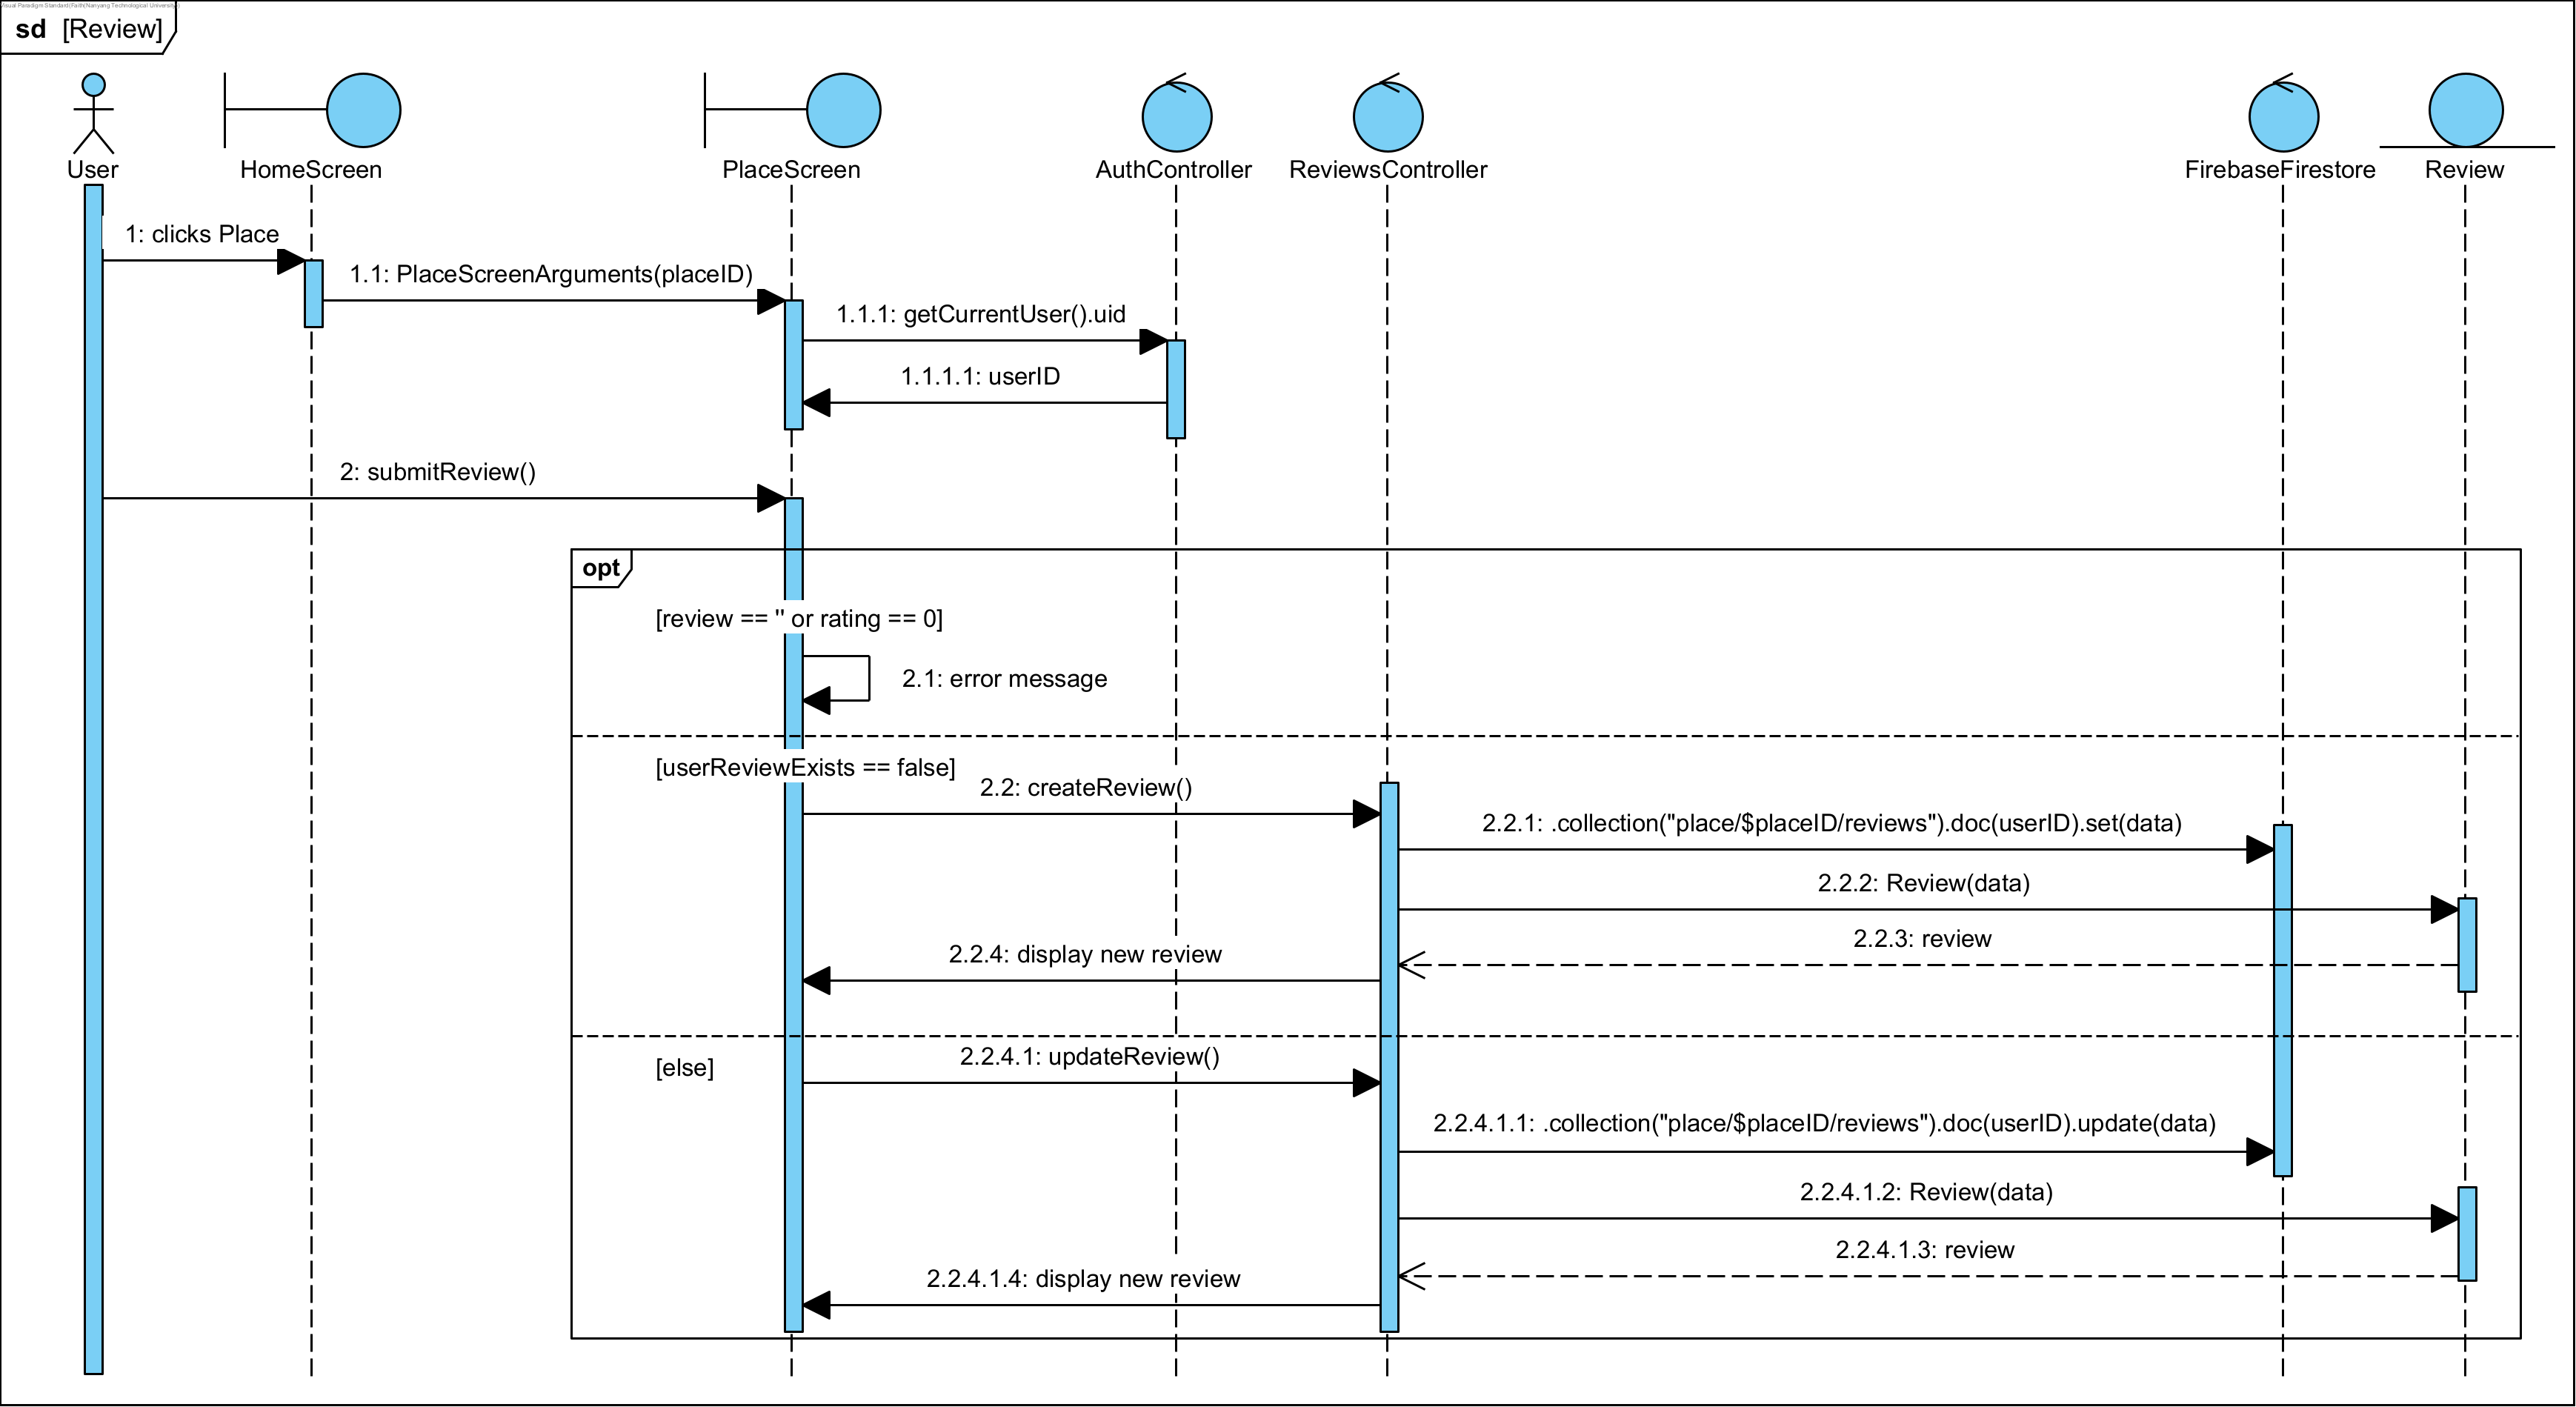 Visual Paradigm Standard(Faith(Nanyang Technological University))
sd [Review]
User
HomeScreen
PlaceScreen
AuthController
ReviewsController
FirebaseFirestore
Review
1: clicks Place
1.1: PlaceScreenArguments(placeID)
1.1.1: getCurrentUser().uid
1.1.1.1: userID
2: submitReview()
opt
[review == '' or rating == 0]
2.1: error message
[userReviewExists == false]
2.2: createReview()
2.2.1: .collection("place/$placeID/reviews").doc(userID).set(data)
2.2.2: Review(data)
2.2.3: review
2.2.4: display new review
[else]
2.2.4.1: updateReview()
2.2.4.1.1: .collection("place/$placeID/reviews").doc(userID).update(data)
2.2.4.1.2: Review(data)
2.2.4.1.3: review
2.2.4.1.4: display new review